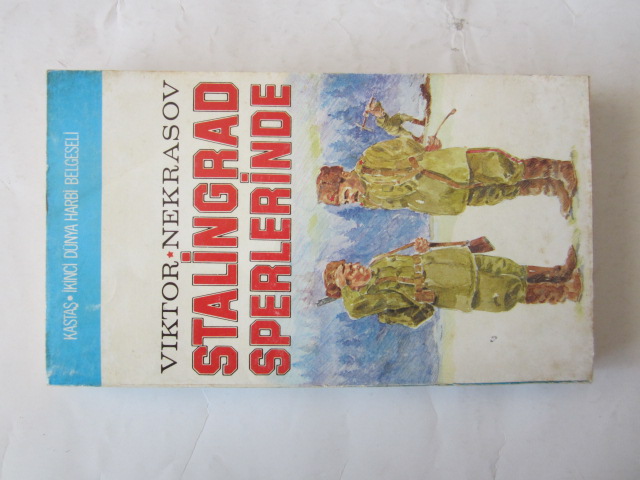 KASTAŞ • İKİNCİ DÜNYA HARBİ BELGESELİ
VIKTOR★NEKRASOV
STALİNGRAD
SPERLERİNDE